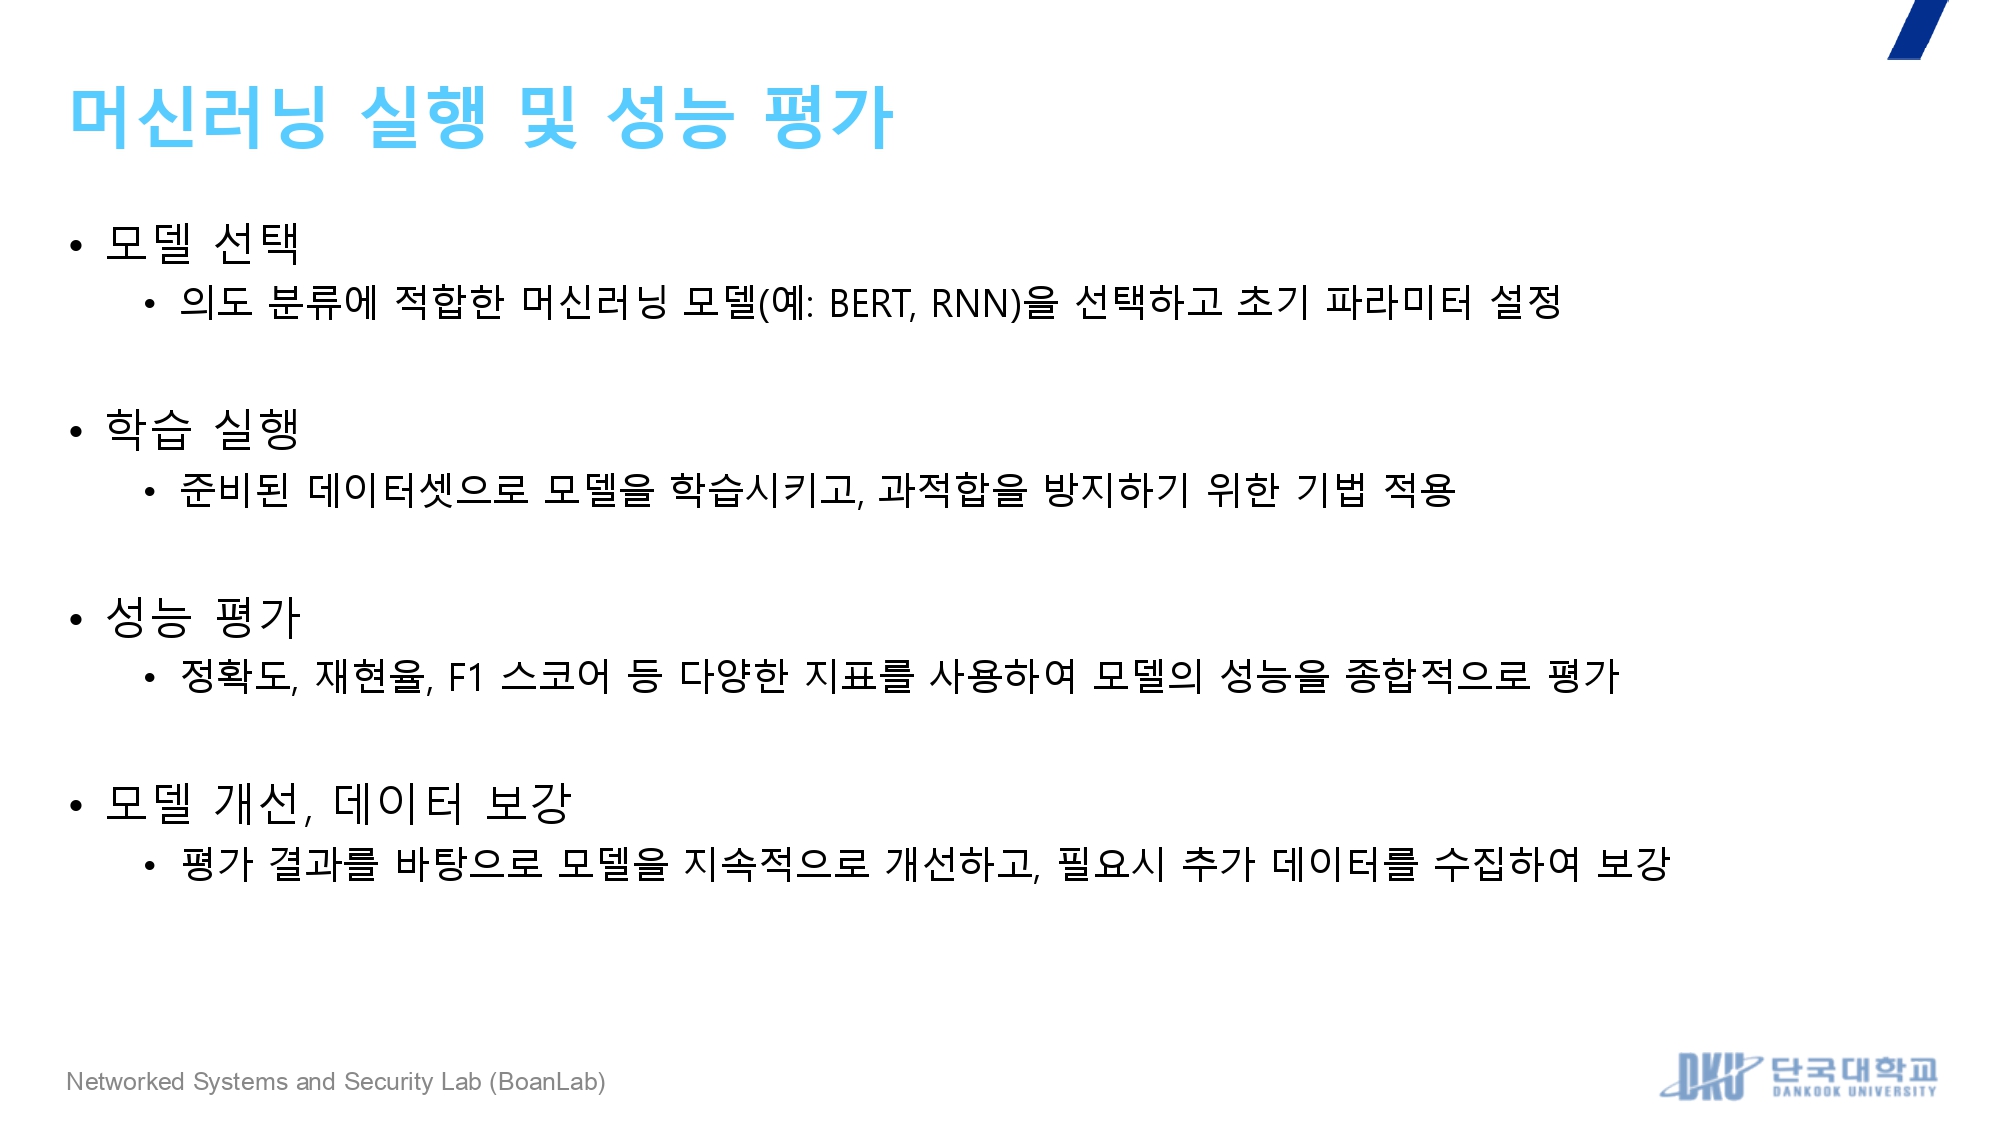 머신러닝 실행 및 성능 평가
• 모델 선택
• 의도 분류에 적합한 머신러닝 모델(예: BERT, RNN)을 선택하고 초기 파라미터 설정
• 학습 실행
• 준비된 데이터셋으로 모델을 학습시키고, 과적합을 방지하기 위한 기법 적용
• 성능 평가
• 정확도, 재현율, F1 스코어 등 다양한 지표를 사용하여 모델의 성능을 종합적으로 평가
• 모델 개선, 데이터 보강
• 평가 결과를 바탕으로 모델을 지속적으로 개선하고, 필요시 추가 데이터를 수집하여 보강
Networked Systems and Security Lab (BoanLab)
DKU 단국대학교
DANKOOK UNIVERSITY